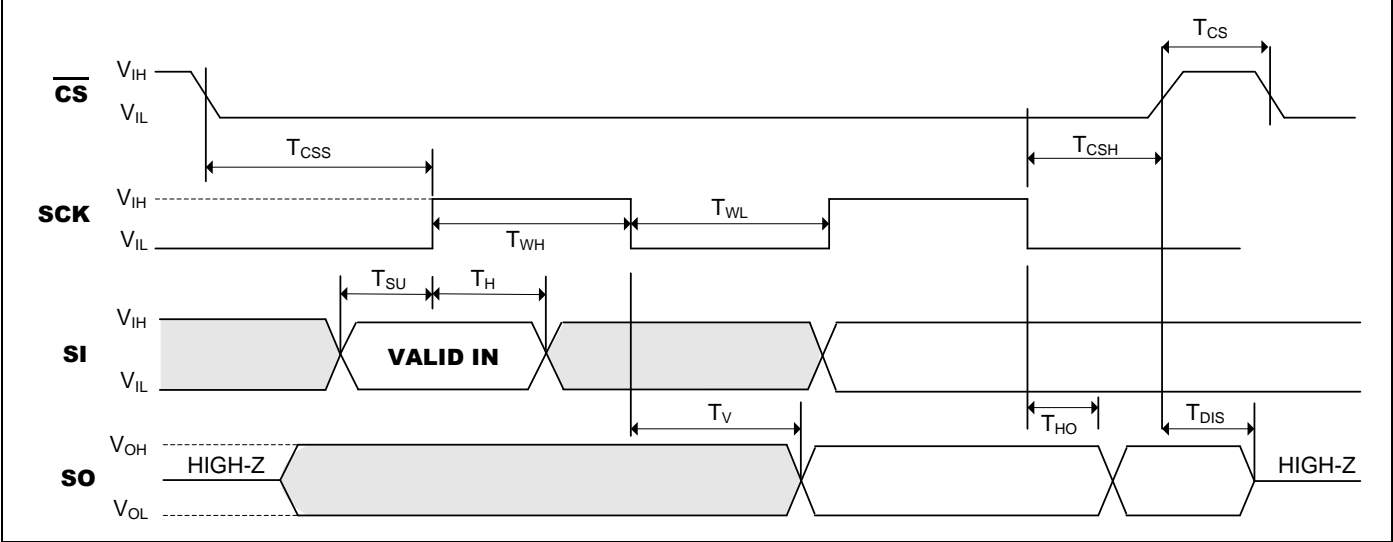 T_CS
V_IH
CS
V_IL
T_CSS
T_CSH
V_IH
SCK
T_WL
V_IL
T_WH
T_SU
T_H
V_IH
SI
VALID IN
V_IL
T_V
T_HO
T_DIS
V_OH
HIGH-Z
HIGH-Z
SO
V_OL